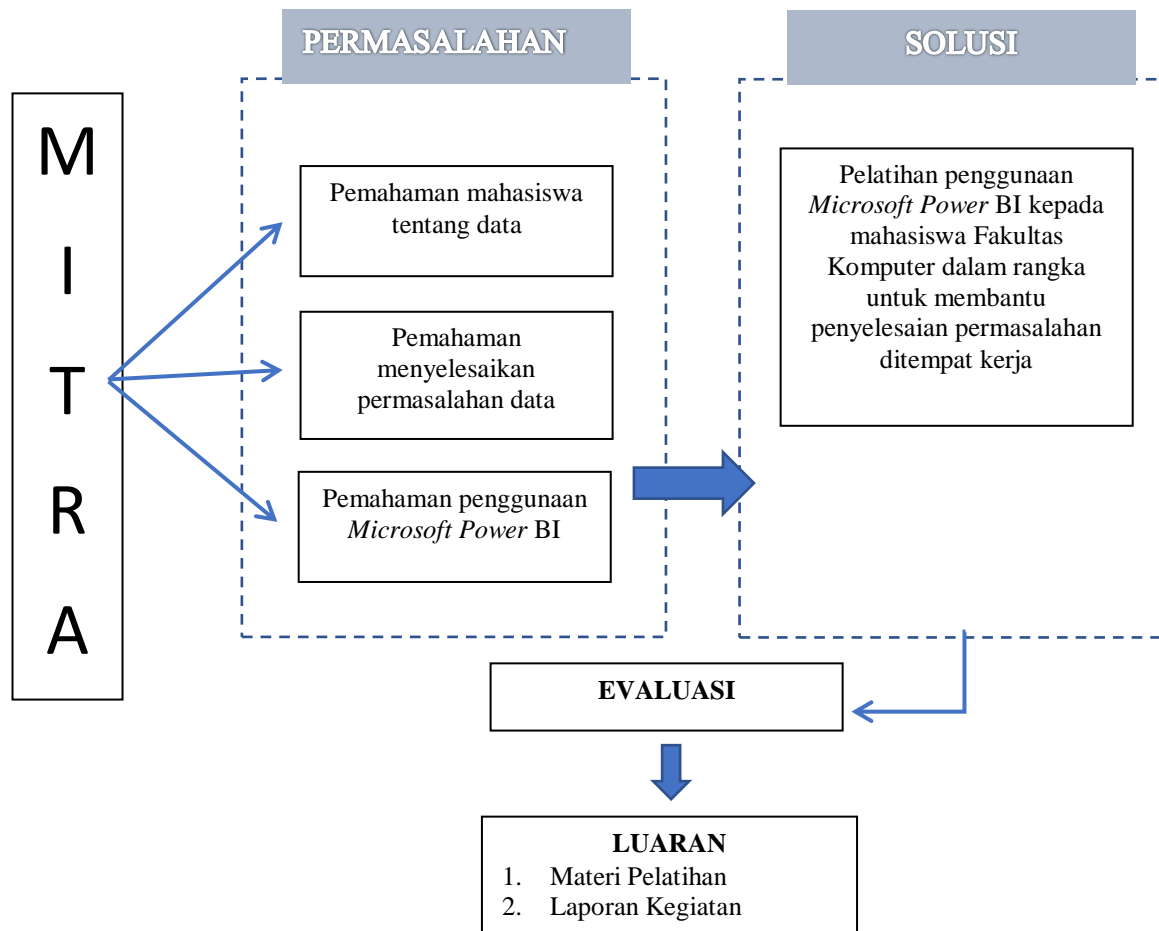 PERMASALAHAN
SOLUSI
M
I
T
R
A
Pemahaman mahasiswa
tentang data
Pemahaman
menyelesaikan
permasalahan data
Pemahaman penggunaan
Microsoft Power BI
Pelatihan penggunaan
Microsoft Power BI kepada
mahasiswa Fakultas
Komputer dalam rangka
untuk membantu
penyelesaian permasalahan
ditempat kerja
EVALUASI
LUARAN
1. Materi Pelatihan
2. Laporan Kegiatan